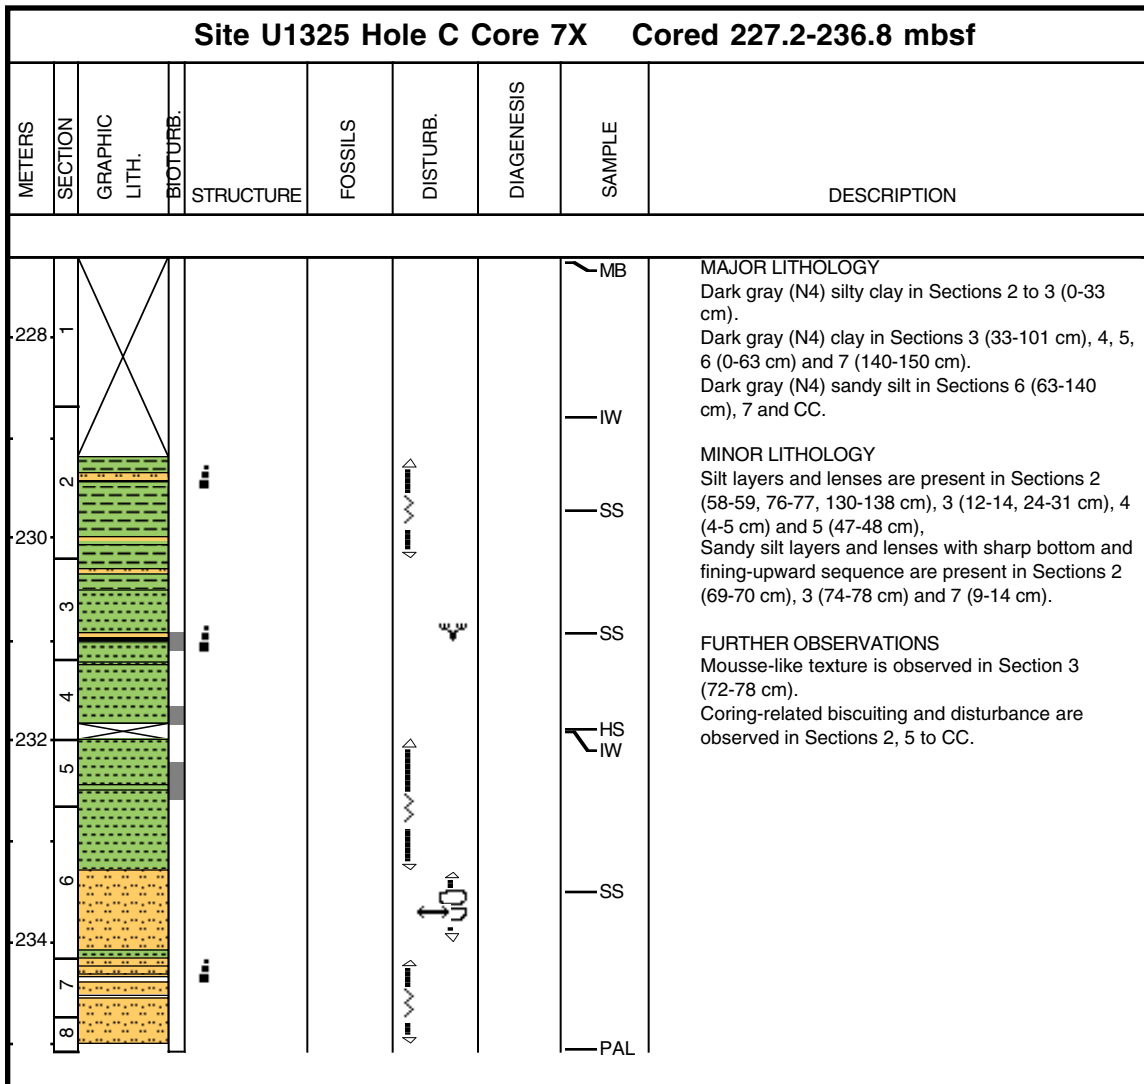 Site U1325 Hole C Core 7X Cored 227.2-236.8 mbsf
METERS
SECTION
GRAPHIC
LITH.
BIOTURB.
STRUCTURE
FOSSILS
DISTURB.
DIAGENESIS
SAMPLE
DESCRIPTION
228
230
232
234
1
2
3
4
5
6
7
8
MB
IW
SS
SS
HS
IW
SS
PAL
MAJOR LITHOLOGY
Dark gray (N4) silty clay in Sections 2 to 3 (0-33
cm).
Dark gray (N4) clay in Sections 3 (33-101 cm), 4, 5,
6 (0-63 cm) and 7 (140-150 cm).
Dark gray (N4) sandy silt in Sections 6 (63-140
cm), 7 and CC.
MINOR LITHOLOGY
Silt layers and lenses are present in Sections 2
(58-59, 76-77, 130-138 cm), 3 (12-14, 24-31 cm), 4
(4-5 cm) and 5 (47-48 cm),
Sandy silt layers and lenses with sharp bottom and
fining-upward sequence are present in Sections 2
(69-70 cm), 3 (74-78 cm) and 7 (9-14 cm).
FURTHER OBSERVATIONS
Mousse-like texture is observed in Section 3
(72-78 cm).
Coring-related biscuiting and disturbance are
observed in Sections 2, 5 to CC.